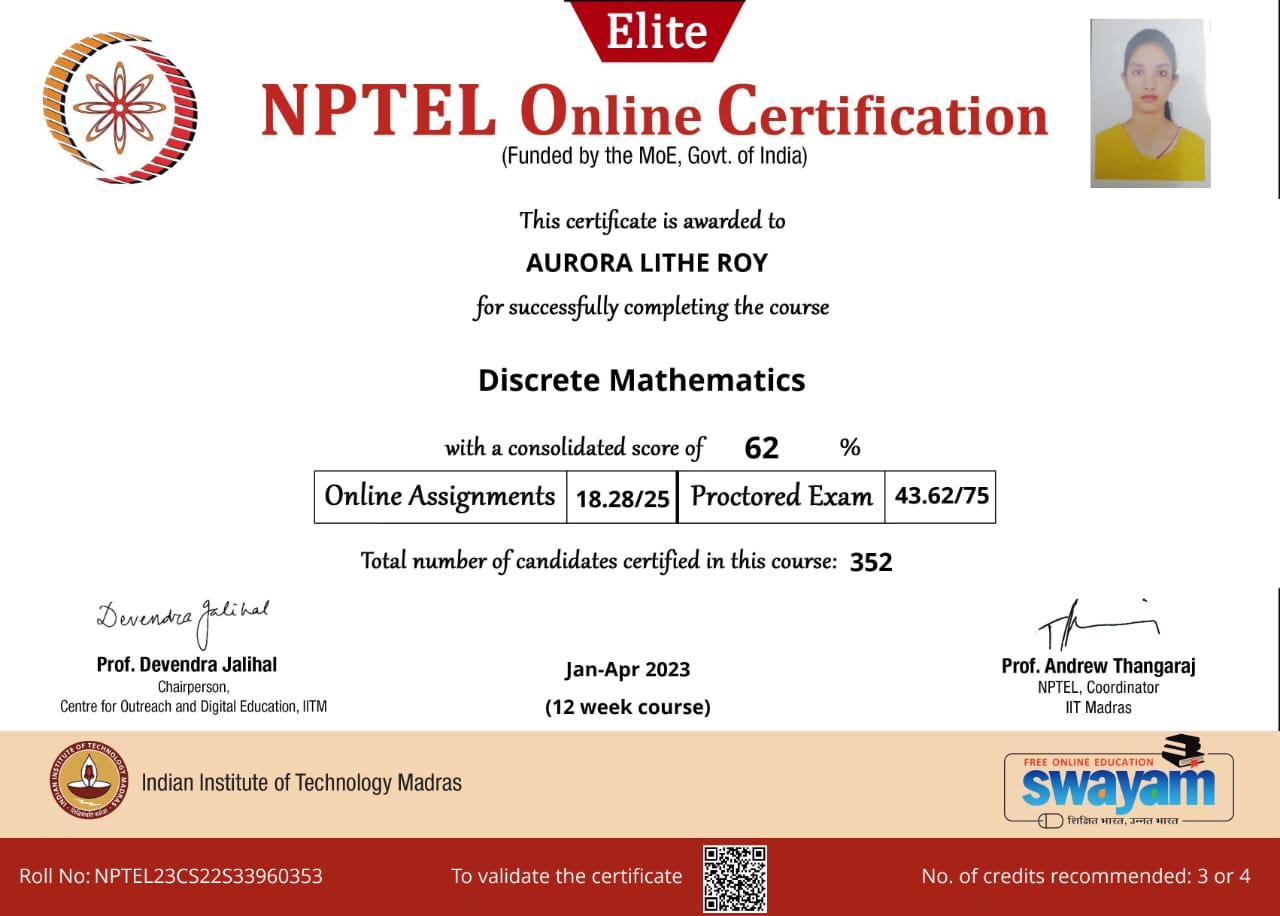 Elite
NPTEL Online Certification
(Funded by the MoE, Govt. of India)
This certificate is awarded to
AURORA LITHE ROY
for successfully completing the course
Discrete Mathematics
with a consolidated score of 62 %
Online Assignments 18.28/25 Proctored Exam 43.62/75
Total number of candidates certified in this course: 352
Devendra Jalihal
Prof. Devendra Jalihal
Chairperson,
Centre for Outreach and Digital Education, IITM
Jan-Apr 2023
(12 week course)
Prof. Andrew Thangaraj
NPTEL, Coordinator
IIT Madras
INDIAN INSTITUTE OF TECHNOLOGY MADRAS
Indian Institute of Technology Madras
FREE ONLINE EDUCATION
swayam
शिक्षित भारत, उन्नत भारत
Roll No: NPTEL23CS22S33960353
To validate the certificate
No. of credits recommended: 3 or 4